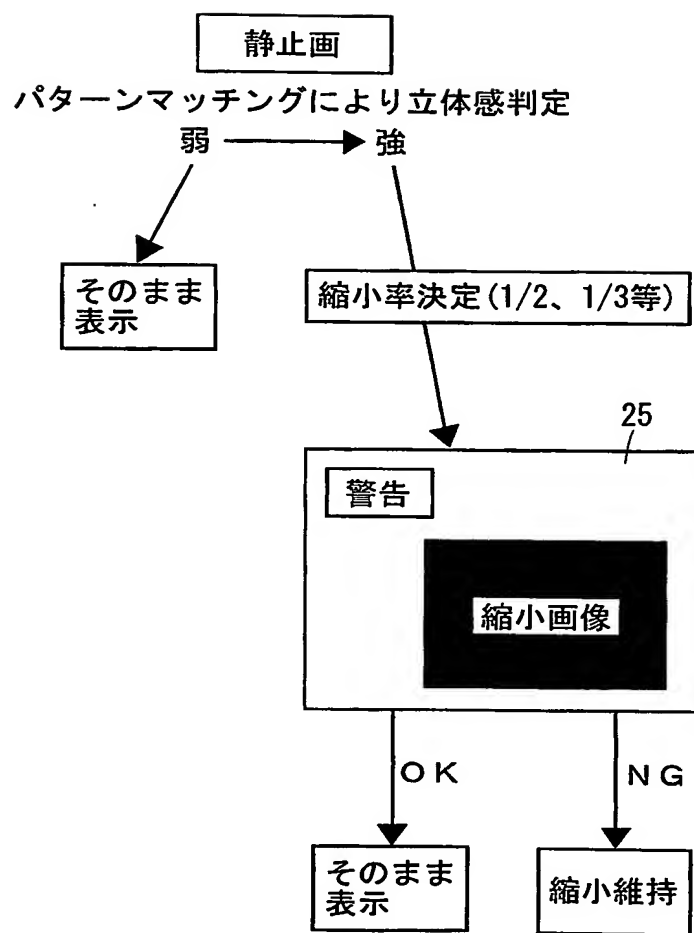 静止画
パターンマッチングにより立体感判定
弱
強
そのまま
表示
縮小率決定(1/2、1/3等)
25
警告
縮小画像
OK
NG
そのまま
表示
縮小維持